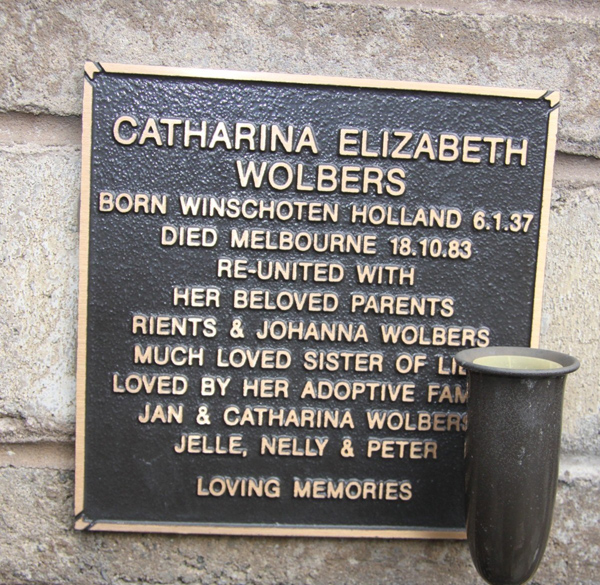 CATHARINA ELIZABETH
WOLBERS
BORN WINSCHOTEN HOLLAND 6.1.37
DIED MELBOURNE 18.10.83
RE-UNITED WITH
HER BELOVED PARENTS
RIENTS & JOHANNA WOLBERS
MUCH LOVED SISTER OF
LOVED BY HER ADOPTIVE
JAN & CATHARINA WOLBERS
JELLE, NELLY & PETER
LOVING MEMORIES